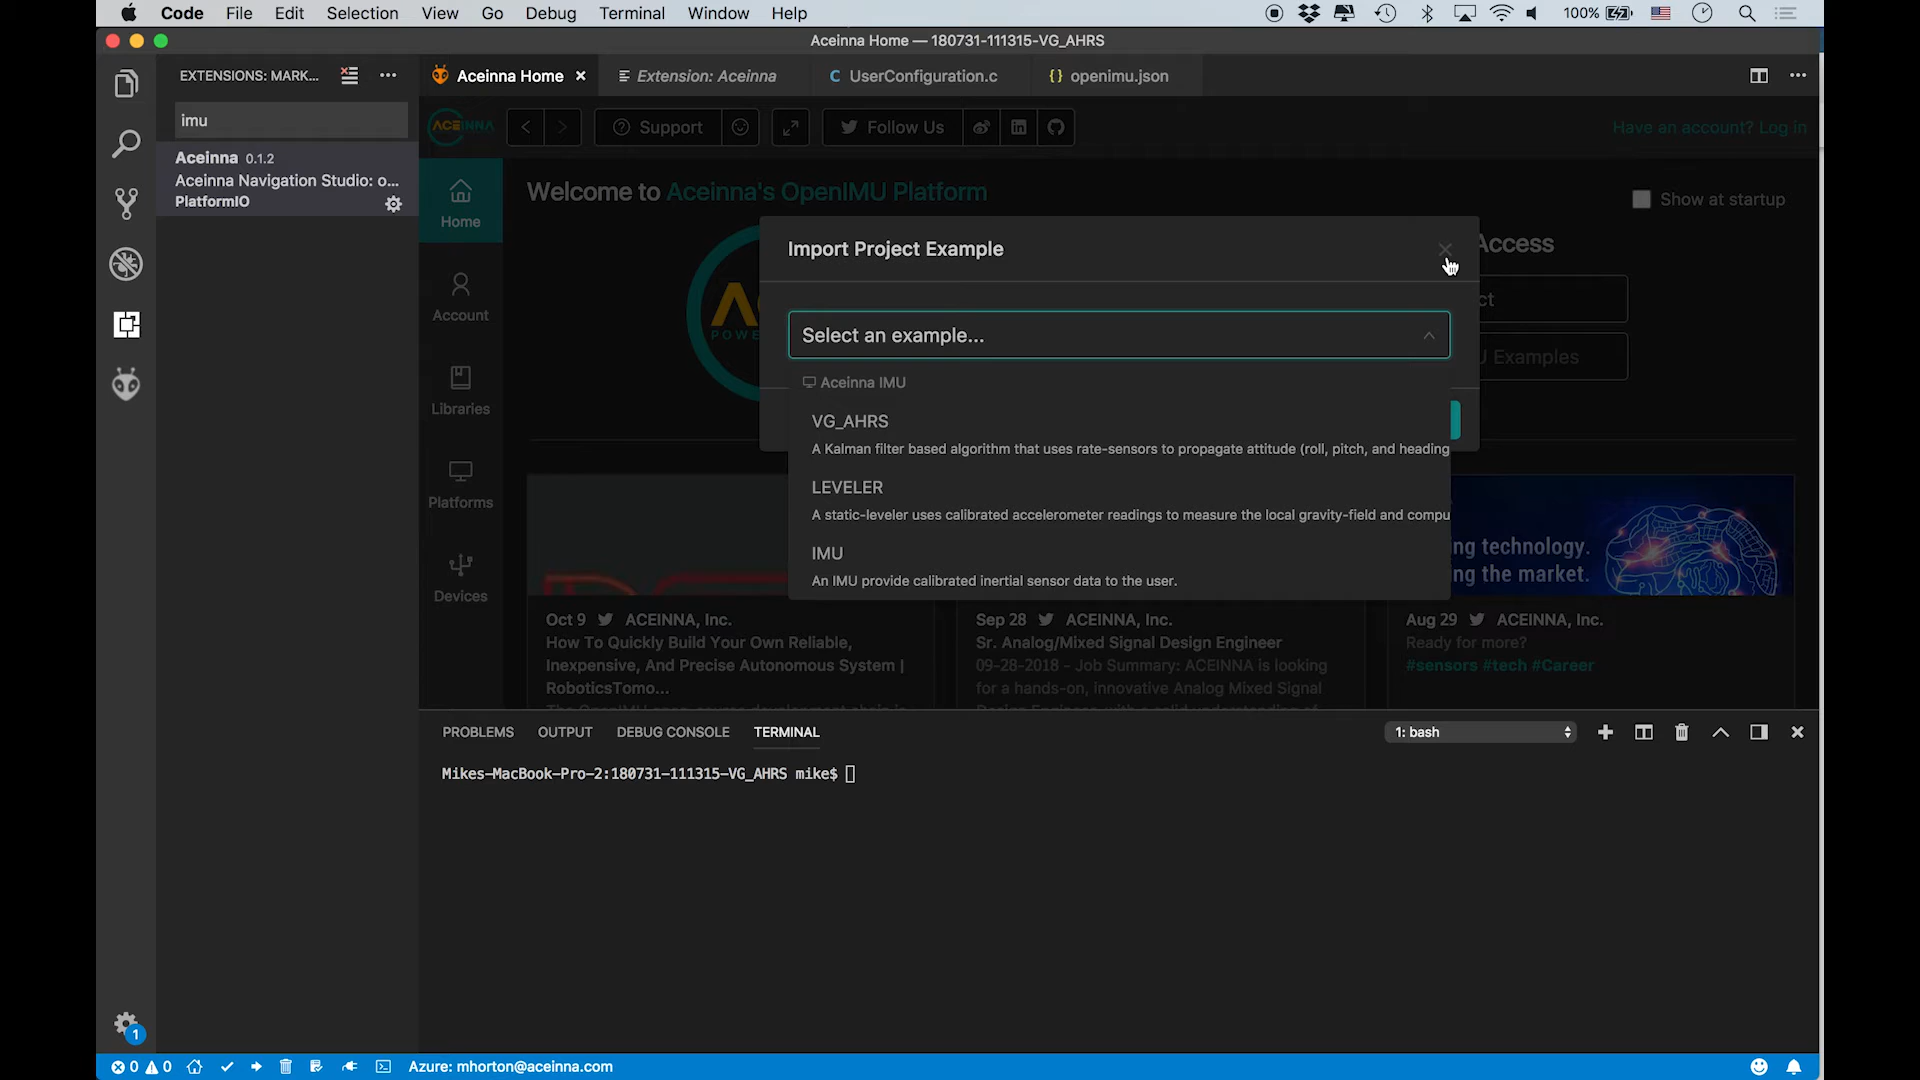 Code File Edit Selection View Go Debug Terminal Window Help
100%
Aceinna Home — 180731-111315-VG_AHRS
EXTENSIONS: MARK...
Aceinna Home
Extension: Aceinna
C UserConfiguration.c
{} openimu.json
imu
Aceinna 0.1.2
Aceinna Navigation Studio: o...
PlatformIO
ACEINNA
Support
Follow Us
Have an account? Log in
Home
Account
Libraries
Platforms
Devices
Welcome to Aceinna's OpenIMU Platform
Show at startup
Access
Import Project Example
Select an example...
Examples
Aceinna IMU
VG_AHRS
A Kalman filter based algorithm that uses rate-sensors to propagate attitude (roll, pitch, and heading
LEVELER
A static-leveler uses calibrated accelerometer readings to measure the local gravity-field and compu
IMU
An IMU provide calibrated inertial sensor data to the user.
ing technology.
ing the market.
Oct 9 ACEINNA, Inc.
How To Quickly Build Your Own Reliable,
Inexpensive, And Precise Autonomous System |
RoboticsTomo...
Sep 28 ACEINNA, Inc.
Sr. Analog/Mixed Signal Design Engineer
09-28-2018 - Job Summary: ACEINNA is looking
for a hands-on, innovative Analog Mixed Signal
Aug 29 ACEINNA, Inc.
Ready for more?
#sensors #tech #Career
PROBLEMS OUTPUT DEBUG CONSOLE TERMINAL
1: bash
Mikes-MacBook-Pro-2:180731-111315-VG_AHRS mike$
1
0 0
Azure: mhorton@aceinna.com